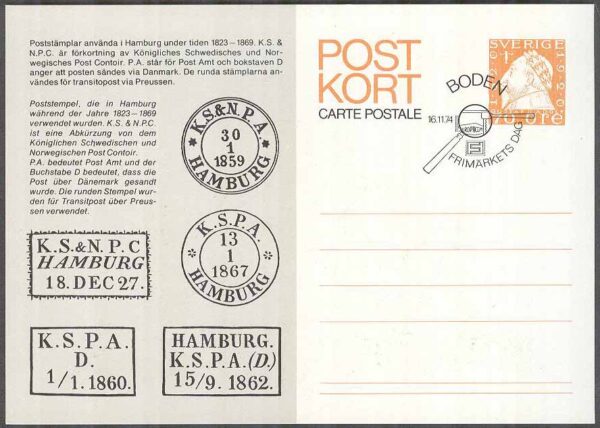 Poststämplar använda i Hamburg under tiden 1823–1869. K.S. &
N.P.C. är förkortning av Königliches Schwedisches und Nor-
wegisches Post Contoir. P.A. står för Post Amt och bokstaven D
anger att posten sändes via Danmark. De runda stämplarna an-
vändes för transitopost via Preussen.
Poststempel, die in Hamburg
während der Jahre 1823–1869
verwendet wurden. K.S. & N.P.C.
ist eine Abkürzung von dem
Königlichen Schwedischen und
Norwegischen Post Contoir.
P.A. bedeutet Post Amt und der
Buchstabe D bedeutet, dass die
Post über Dänemark gesandt
wurde. Die runden Stempel wur-
den für Transitpost über Preus-
sen verwendet.
K.S.&N.P.A.
30
1
1859
HAMBURG
K.S.P.A.
13
1
1867
HAMBURG
K.S.&N.P.C
HAMBURG
18.DEC 27.
K.S.P.A.
D.
1/1.1860.
HAMBURG.
K.S.P.A.(D.)
15/9.1862.
POST
KORT
CARTE POSTALE
SVERIGE
BODEN
16.11.74
FRIMÄRKETS DAG